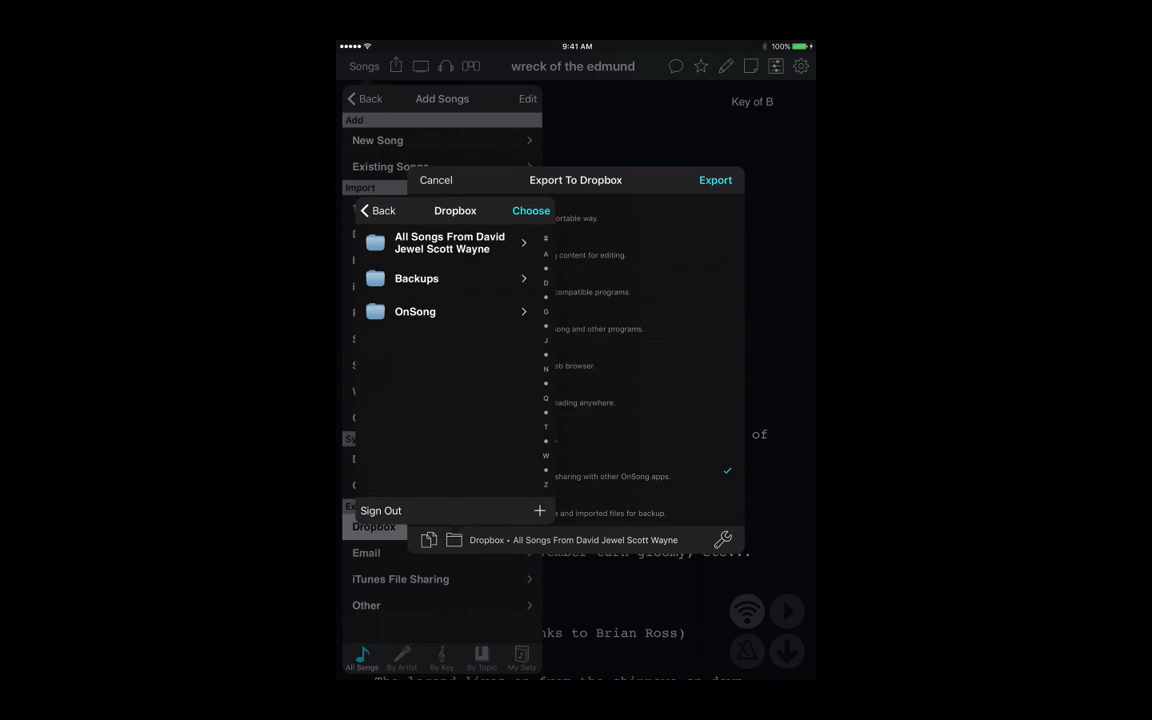 9:41 AM
100%
Songs
wreck of the edmund
Back
Add Songs
Edit
Key of B
Add
New Song
Existing Songs
Cancel
Export To Dropbox
Export
Import
Back
Dropbox
Choose
ortable way.
All Songs From David
Jewel Scott Wayne
g content for editing.
Backups
compatible programs.
OnSong
ong and other programs.
eb browser.
eading anywhere.
of
sharing with other OnSong apps.
Sign Out
e and imported files for backup.
#
A
D
G
J
N
Q
T
W
Z
Dropbox
Dropbox • All Songs From David Jewel Scott Wayne
Email
vember turn gloomy, etc...
iTunes File Sharing
Other
nks to Brian Ross)
All Songs
By Artist
By Key
By Topic
My Sets